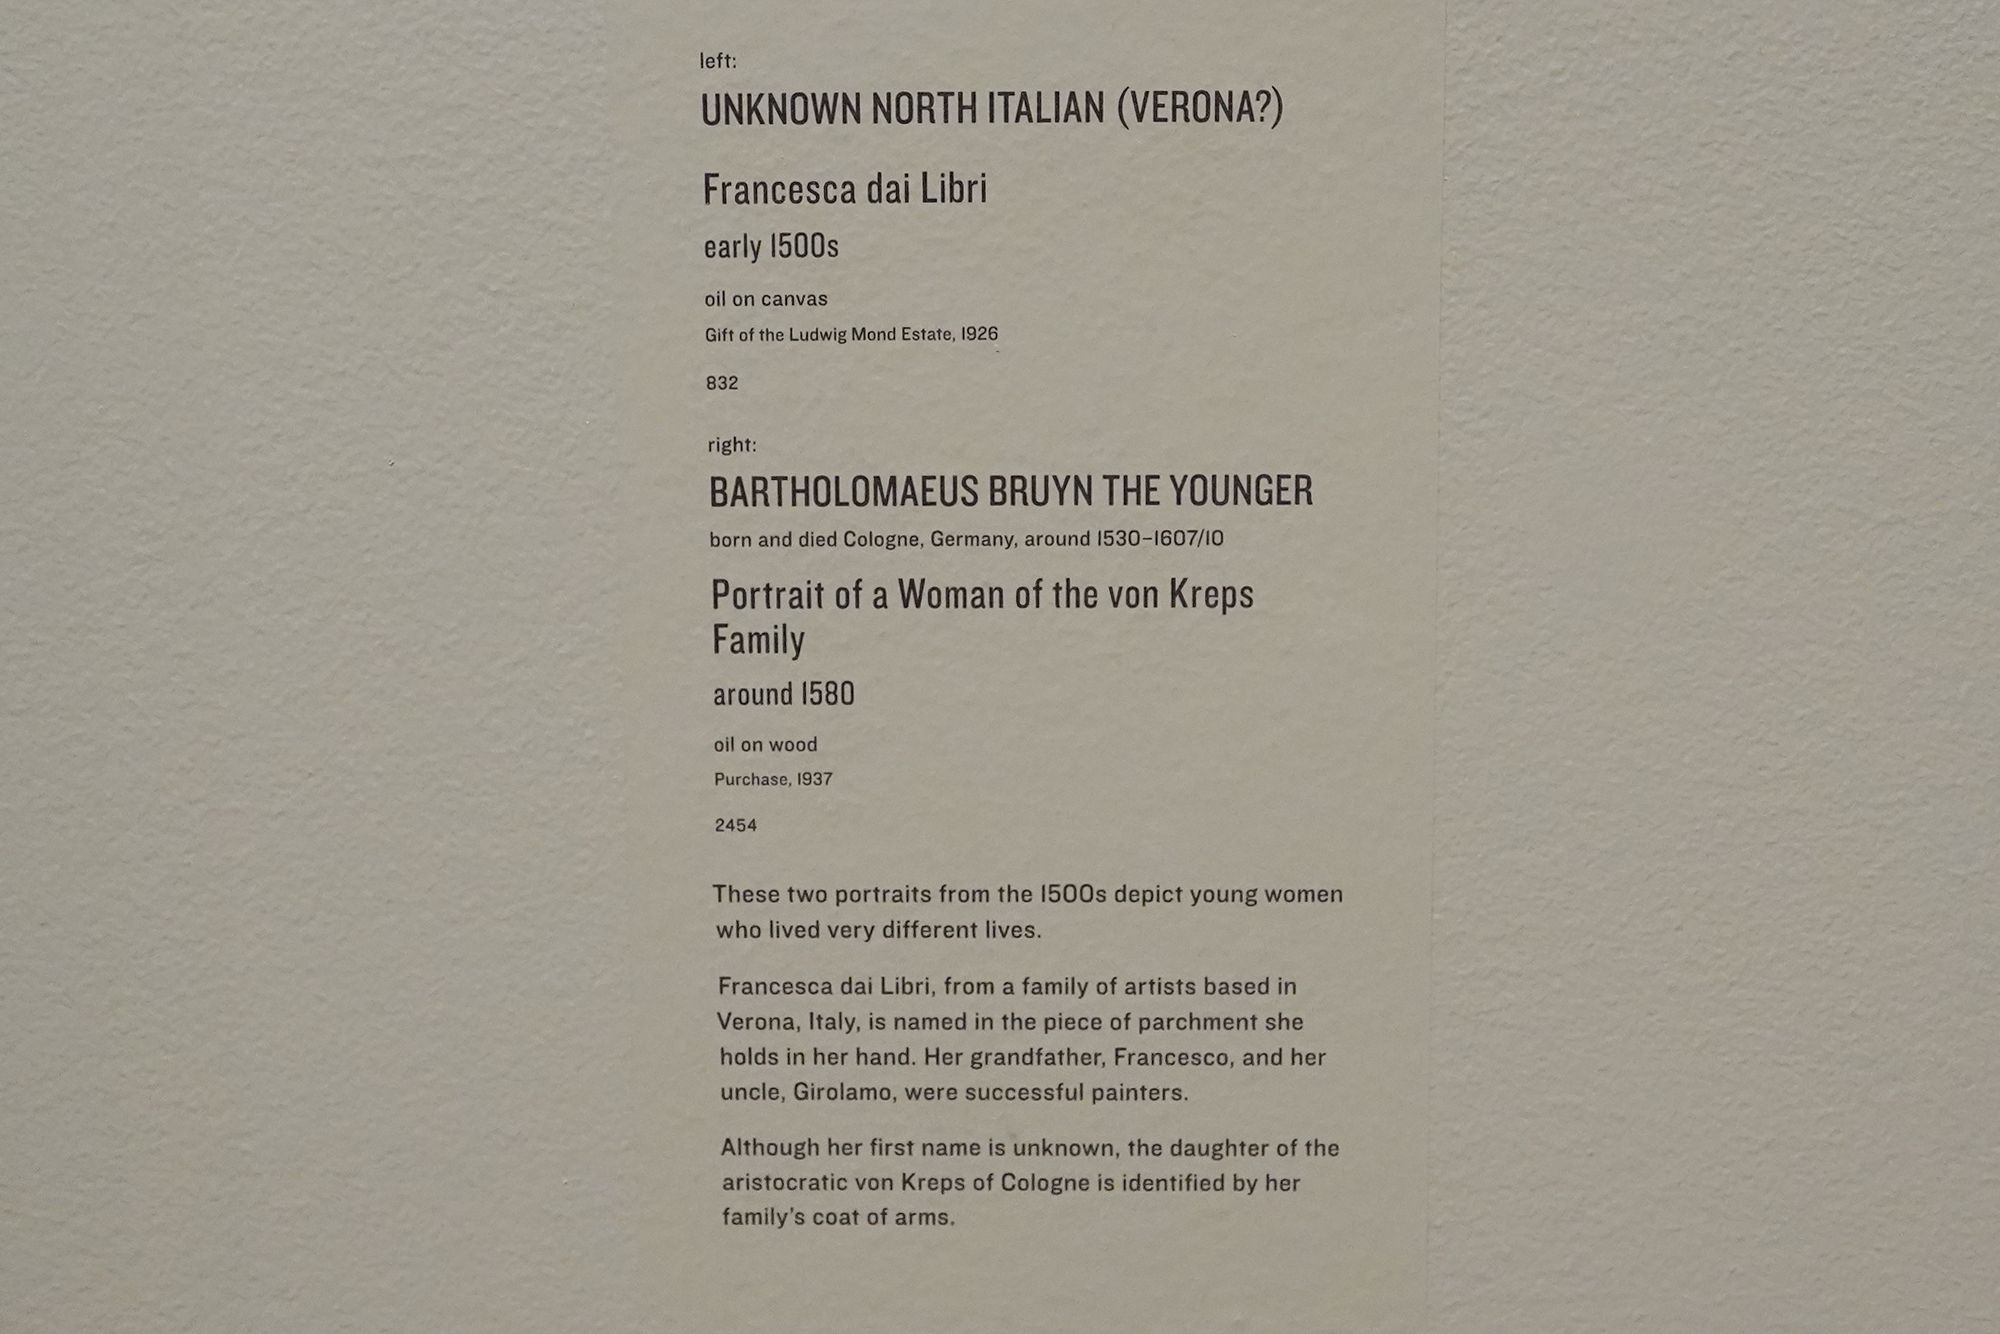 left:
UNKNOWN NORTH ITALIAN (VERONA?)
Francesca dai Libri
early 1500s
oil on canvas
Gift of the Ludwig Mond Estate, 1926
832
right:
BARTHOLOMAEUS BRUYN THE YOUNGER
born and died Cologne, Germany, around 1530–1607/10
Portrait of a Woman of the von Kreps
Family
around 1580
oil on wood
Purchase, 1937
2454
These two portraits from the 1500s depict young women
who lived very different lives.
Francesca dai Libri, from a family of artists based in
Verona, Italy, is named in the piece of parchment she
holds in her hand. Her grandfather, Francesco, and her
uncle, Girolamo, were successful painters.
Although her first name is unknown, the daughter of the
aristocratic von Kreps of Cologne is identified by her
family's coat of arms.